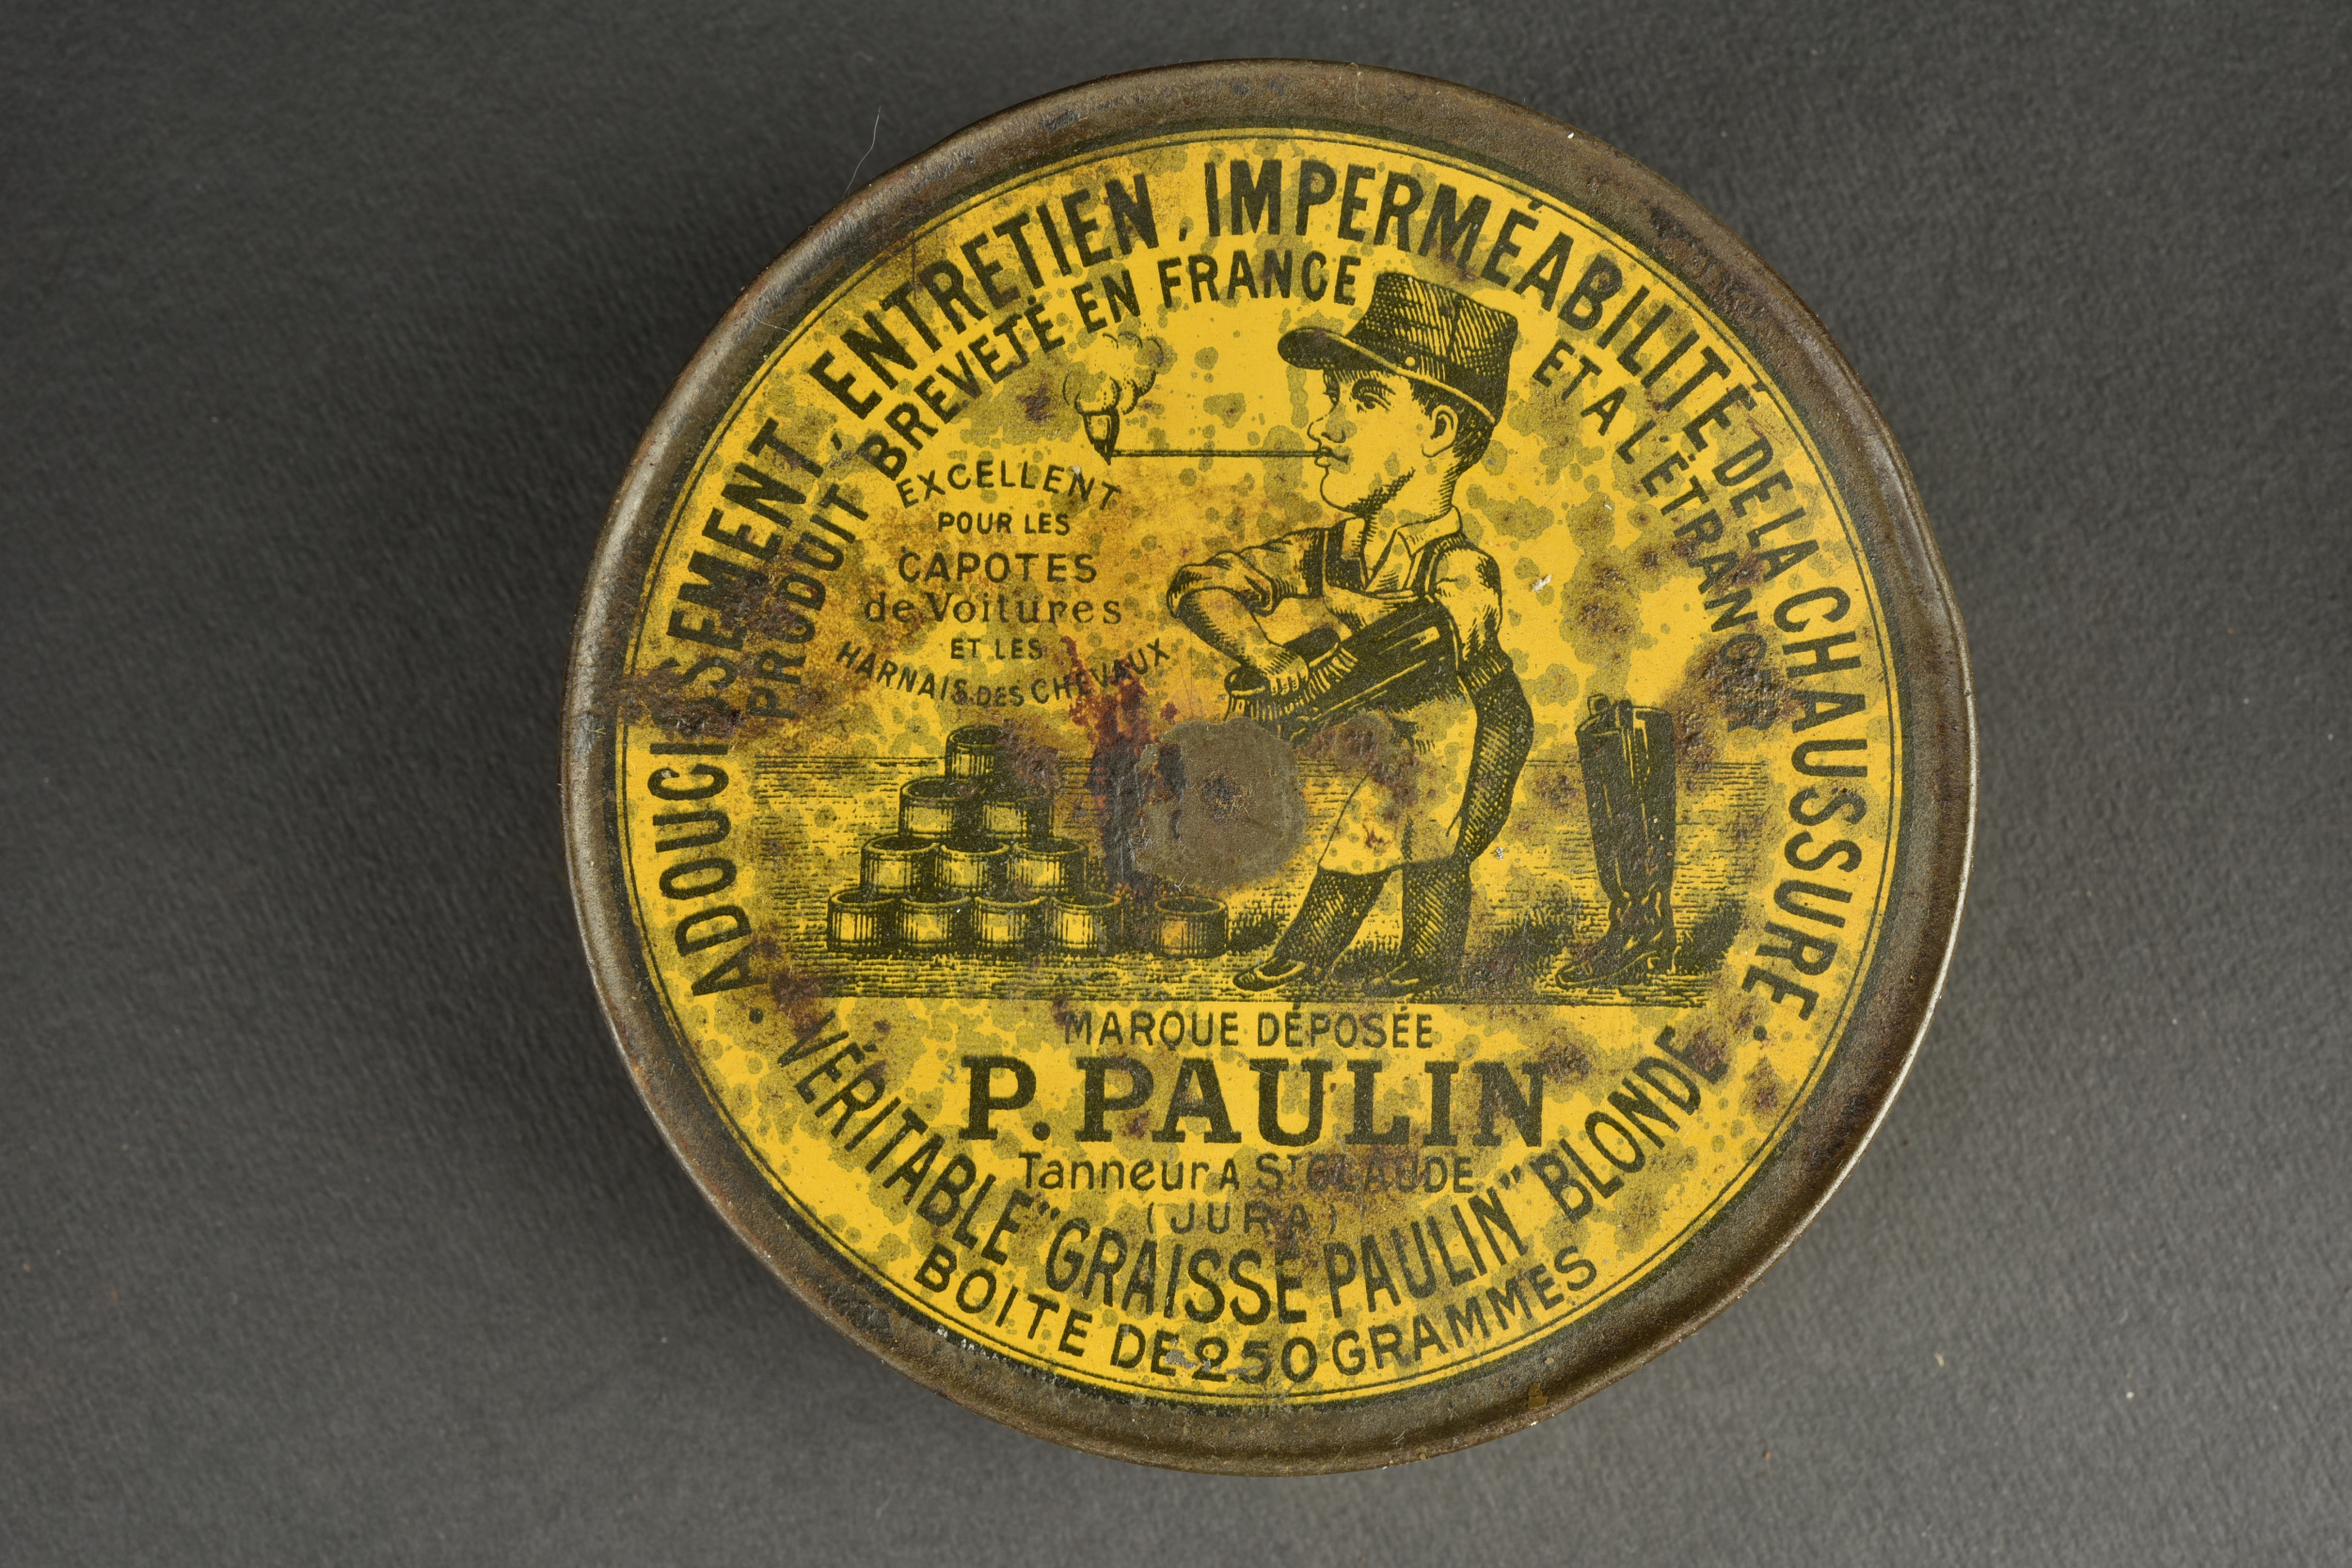 ADOUCISSEMENT, ENTRETIEN, IMPERMÉABILITÉ DE LA CHAUSSURE.
PRODUIT BREVETÉ EN FRANCE ET A L'ÉTRANGER
EXCELLENT
POUR LES
CAPOTES
de Voitures
ET LES
HARNAIS DES CHEVAUX
MARQUE DÉPOSÉE
P. PAULIN
Tanneur A ST CLAUDE
(JURA)
VÉRITABLE "GRAISSE PAULIN" BLONDE
BOITE DE 250 GRAMMES